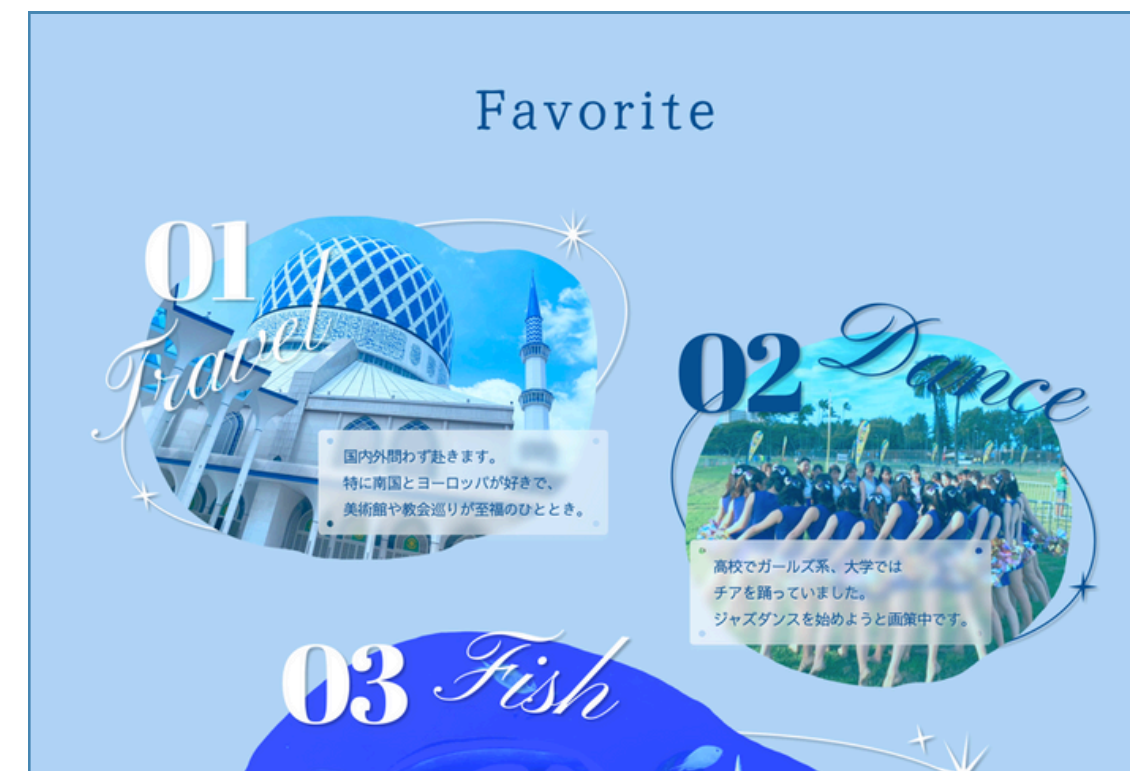 Favorite
01
Travel
国内外問わず赴きます。
特に南国とヨーロッパが好きで、
美術館や教会巡りが至福のひととき。
02
Dance
高校でガールズ系、大学では
チアを踊っていました。
ジャズダンスを始めようと画策中です。
03
Fish